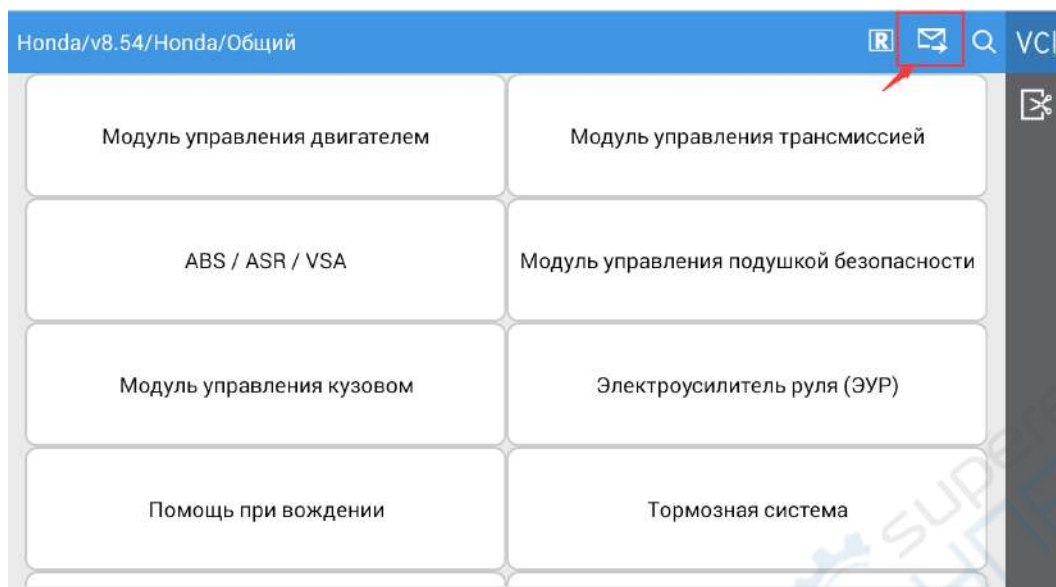 Honda/v8.54/Honda/Общий
R
VCI
Модуль управления двигателем
Модуль управления трансмиссией
ABS / ASR / VSA
Модуль управления подушкой безопасности
Модуль управления кузовом
Электроусилитель руля (ЭУР)
Помощь при вождении
Тормозная система